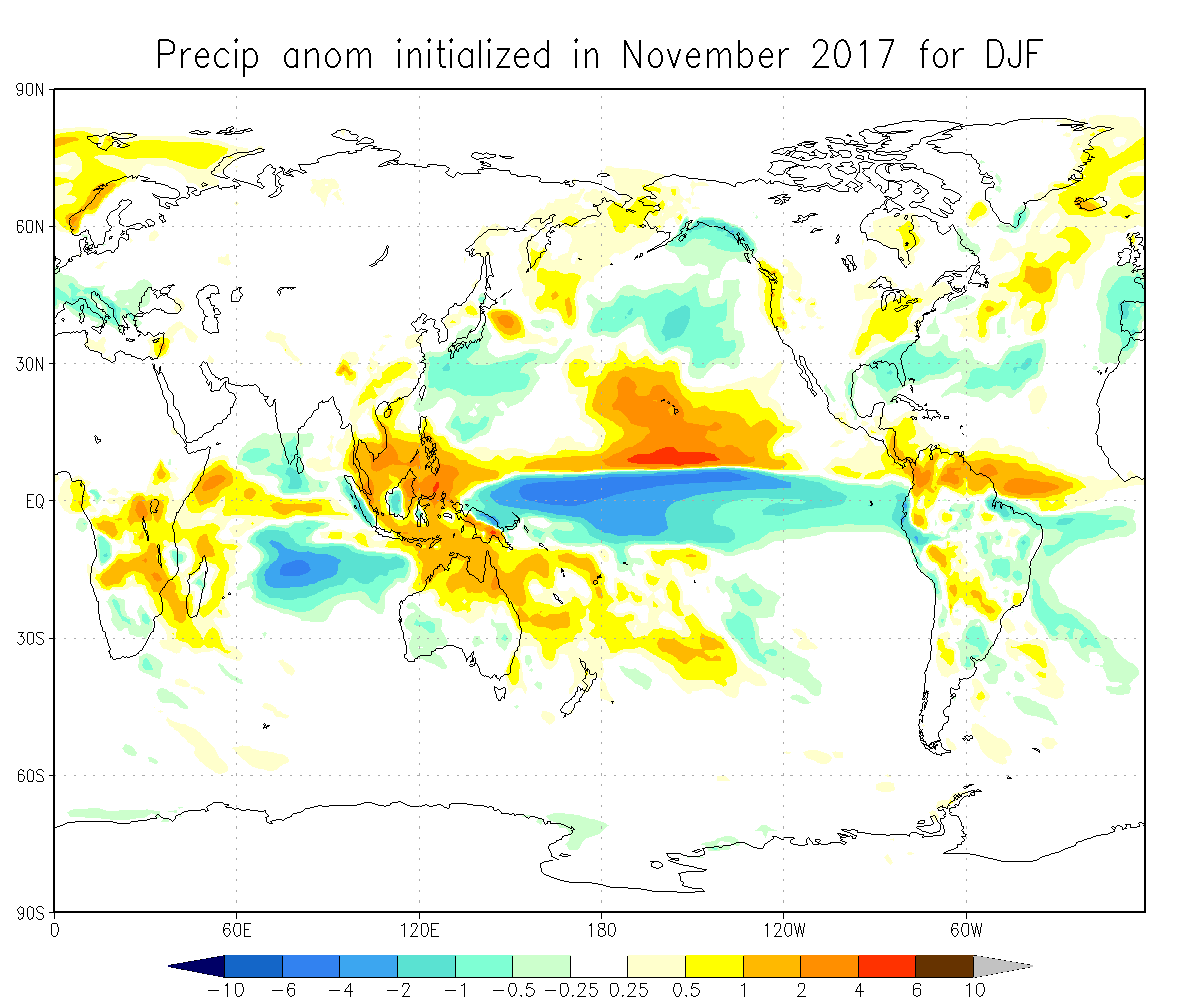 Precip anom initialized in November 2017 for DJF
90N
60N
30N
EQ
30S
60S
90S
0 60E 120E 180 120W 60W
-10 -6 -4 -2 -1 -0.5 -0.25 0.25 0.5 1 2 4 6 10